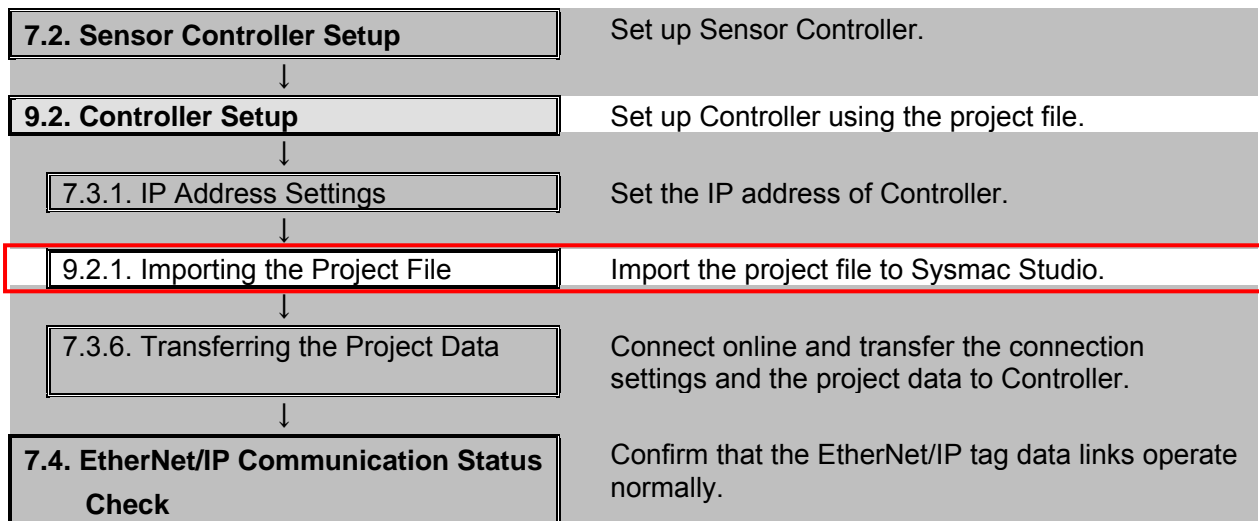 7.2. Sensor Controller Setup
Set up Sensor Controller.
↓
9.2. Controller Setup
Set up Controller using the project file.
↓
7.3.1. IP Address Settings
Set the IP address of Controller.
↓
9.2.1. Importing the Project File
Import the project file to Sysmac Studio.
↓
7.3.6. Transferring the Project Data
Connect online and transfer the connection
settings and the project data to Controller.
↓
7.4. EtherNet/IP Communication Status
Check
Confirm that the EtherNet/IP tag data links operate
normally.